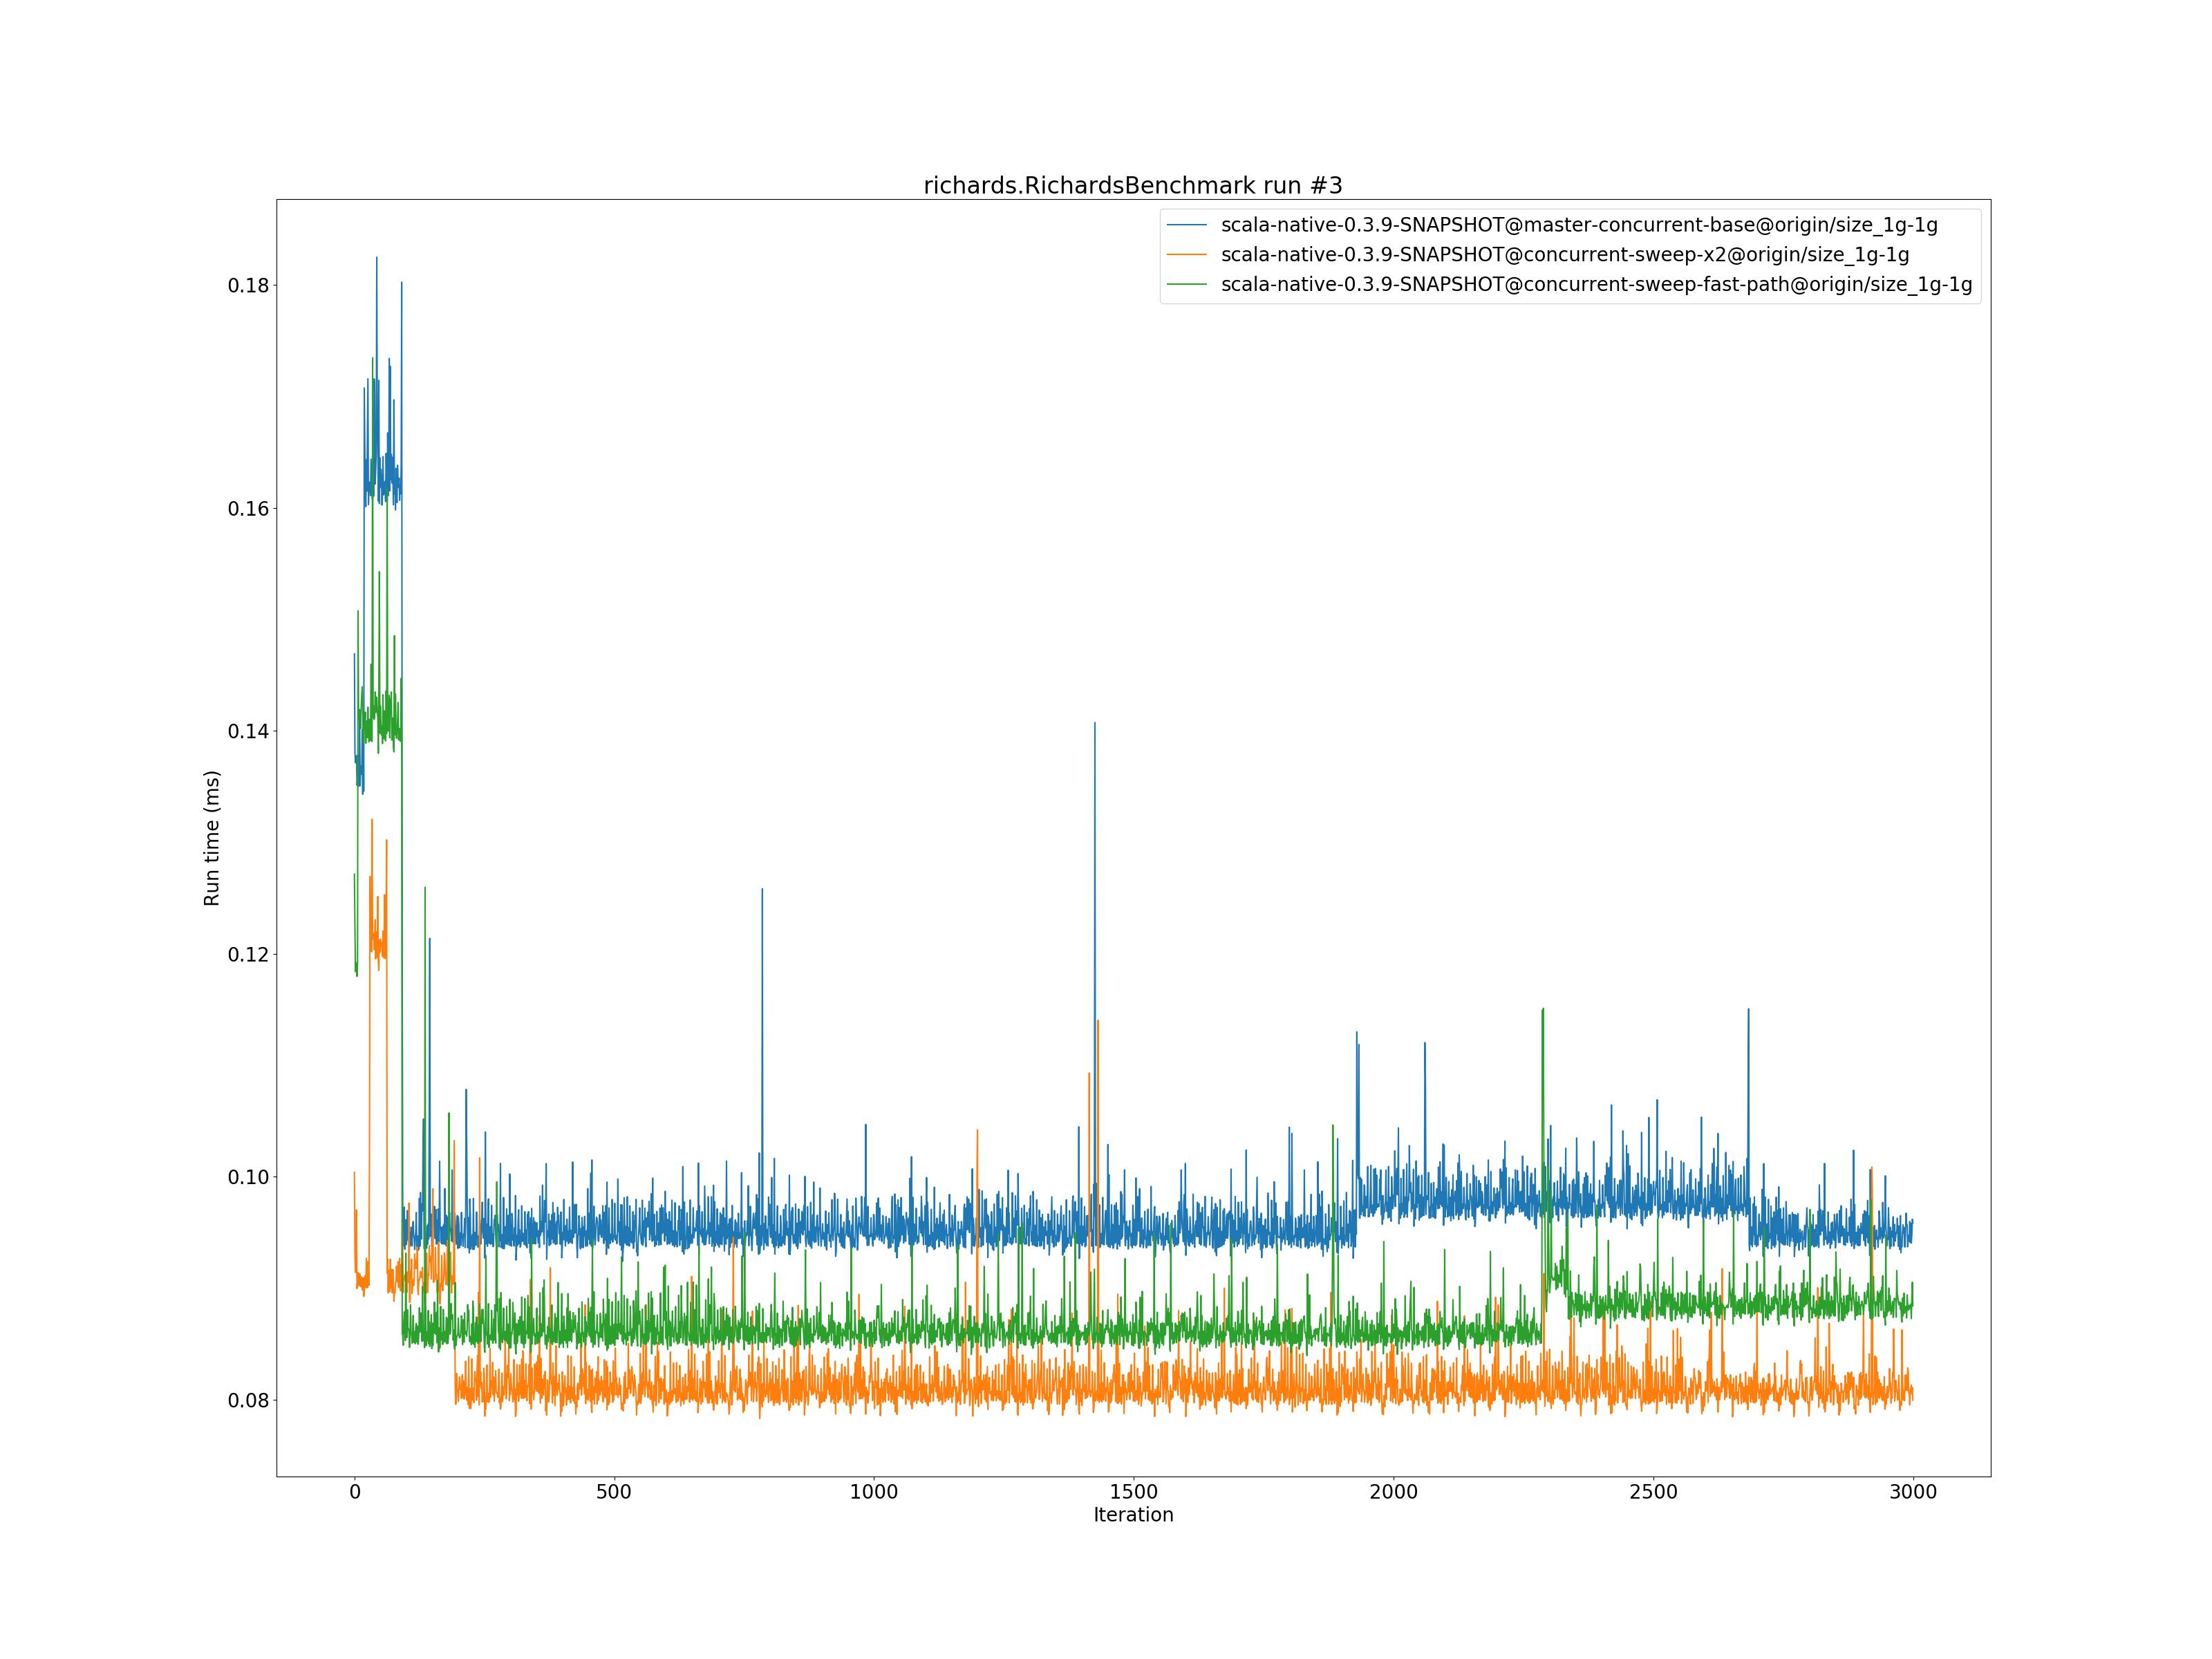 richards.RichardsBenchmark run #3
scala-native-0.3.9-SNAPSHOT@master-concurrent-base@origin/size_1g-1g
scala-native-0.3.9-SNAPSHOT@concurrent-sweep-x2@origin/size_1g-1g
scala-native-0.3.9-SNAPSHOT@concurrent-sweep-fast-path@origin/size_1g-1g
0.18
0.16
0.14
0.12
0.10
0.08
Run time (ms)
0 500 1000 1500 2000 2500 3000
Iteration